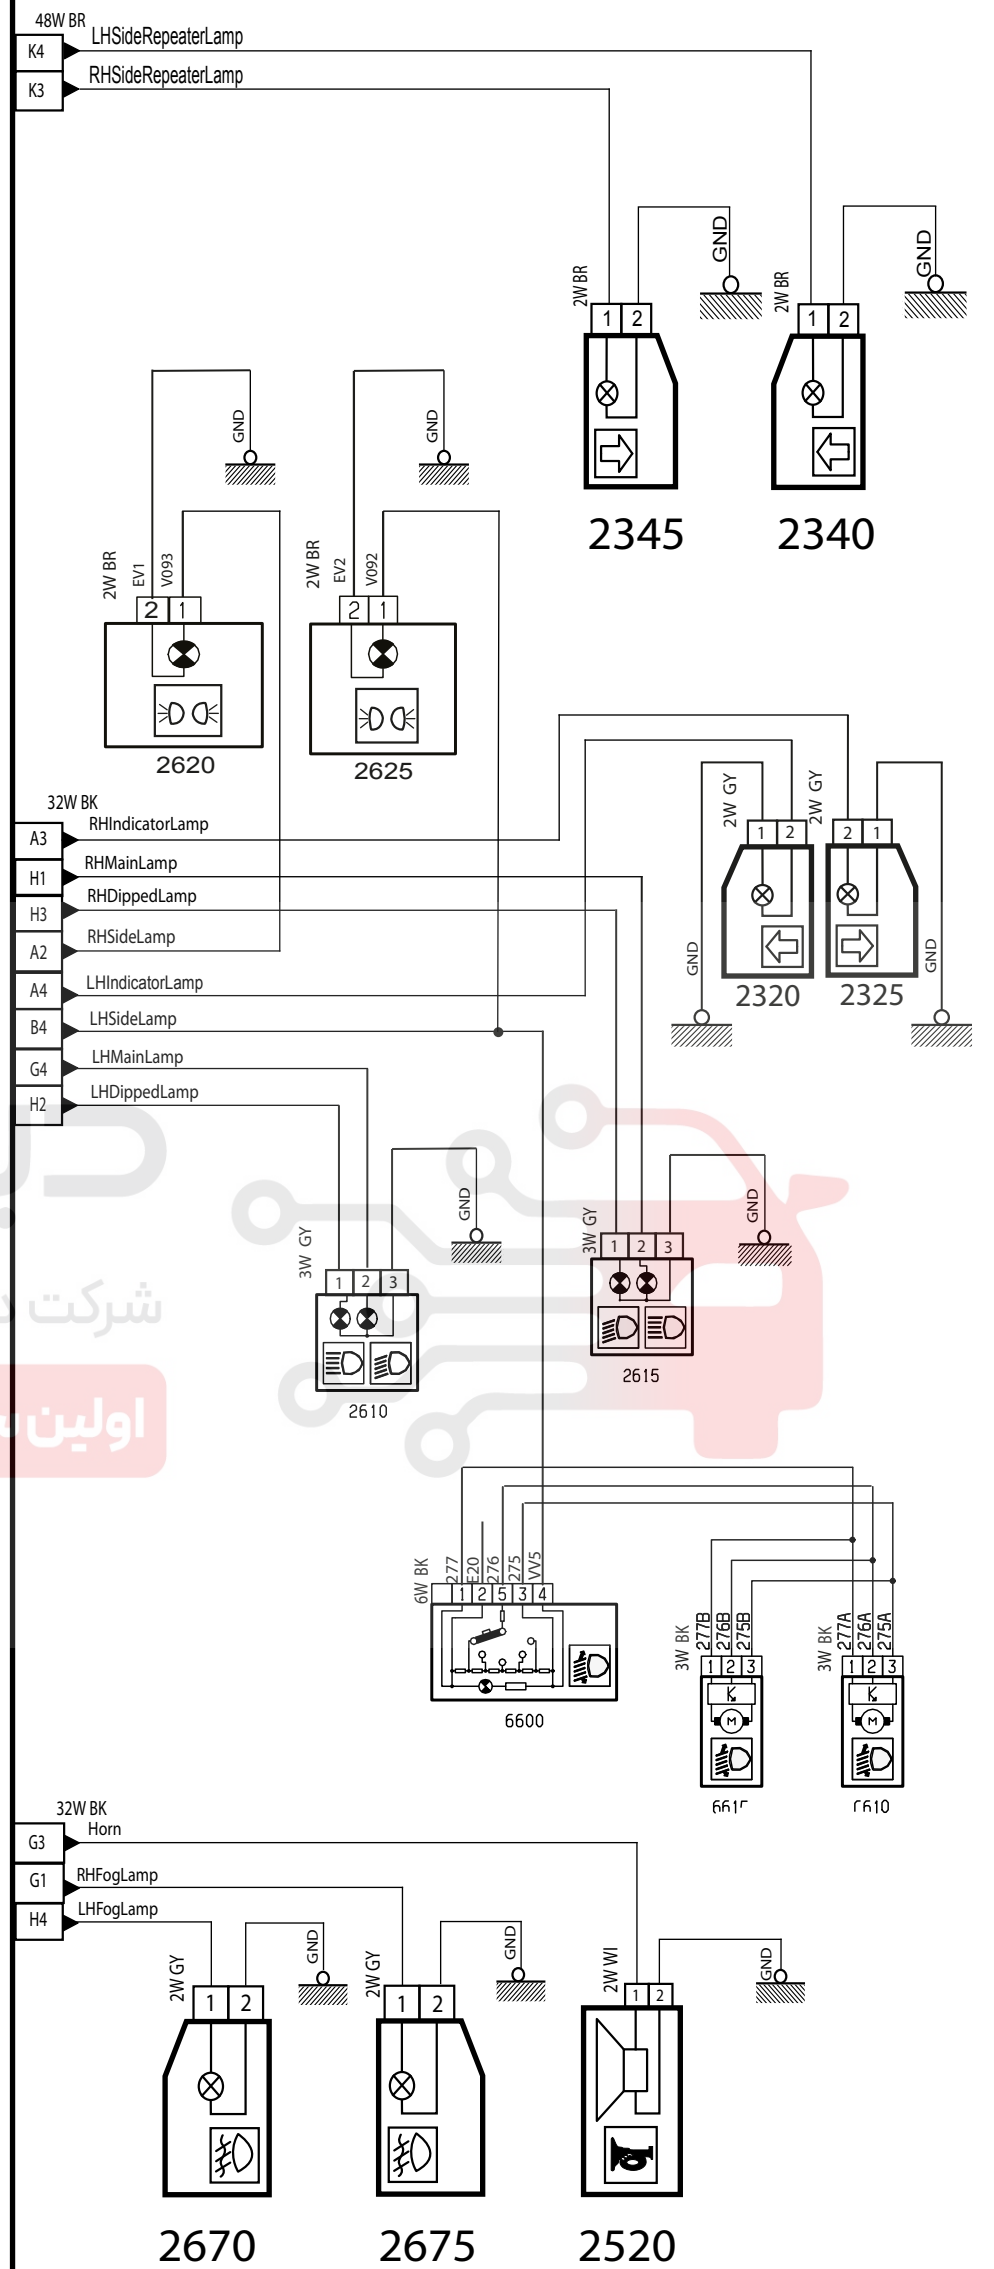 48W BR
K4 LHSideRepeaterLamp
K3 RHSideRepeaterLamp
GND GND
2W BR 2W BR
1 2 1 2
2345 2340
GND GND
2W BR EV1 V093 2W BR EV2 V092
2 1 2 1
2620 2625
32W BK
A3 RHIndicatorLamp
H1 RHMainLamp
H3 RHDippedLamp
A2 RHSideLamp
A4 LHIndicatorLamp
B4 LHSideLamp
G4 LHMainLamp
H2 LHDippedLamp
2W GY 2W GY
1 2 2 1
GND GND
2320 2325
GND GND
3W GY 3W GY
1 2 3 1 2 3
2610 2615
شرکت
اولین
6W BK 277 E20 276 275 VV5
1 2 5 3 4
6600
3W BK 277B 276B 275B 3W BK 277A 276A 275A
1 2 3 1 2 3
M M
32W BK
G3 Horn
G1 RHFogLamp
H4 LHFogLamp
GND GND GND
2W GY 2W GY 2W WI
1 2 1 2 1 2
2670 2675 2520